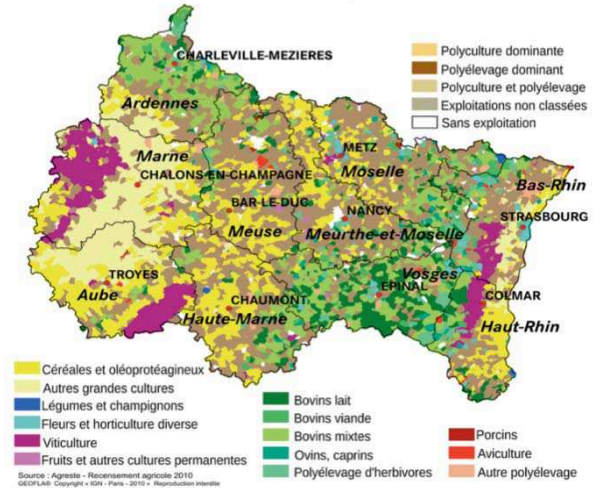 CHARLEVILLE-MEZIERES
Polyculture dominante
Polyélevage dominant
Polyculture et polyélevage
Exploitations non classées
Sans exploitation
Ardennes
Marne
METZ
CHALONS-EN-CHAMPAGNE
Moselle
Bas-Rhin
BAR-LE-DUC
NANCY
STRASBOURG
Meuse
Meurthe-et-Moselle
TROYES
Vosges
EPINAL
Aube
CHAUMONT
COLMAR
Haute-Marne
Haut-Rhin
Céréales et oléoprotéagineux
Autres grandes cultures
Légumes et champignons
Fleurs et horticulture diverse
Viticulture
Fruits et autres cultures permanentes
Bovins lait
Bovins viande
Bovins mixtes
Ovins, caprins
Polyélevage d'herbivores
Porcins
Aviculture
Autre polyélevage
Source : Agreste - Recensement agricole 2010
GEOFLA® Copyright « IGN - Paris - 2010 » Reproduction interdite